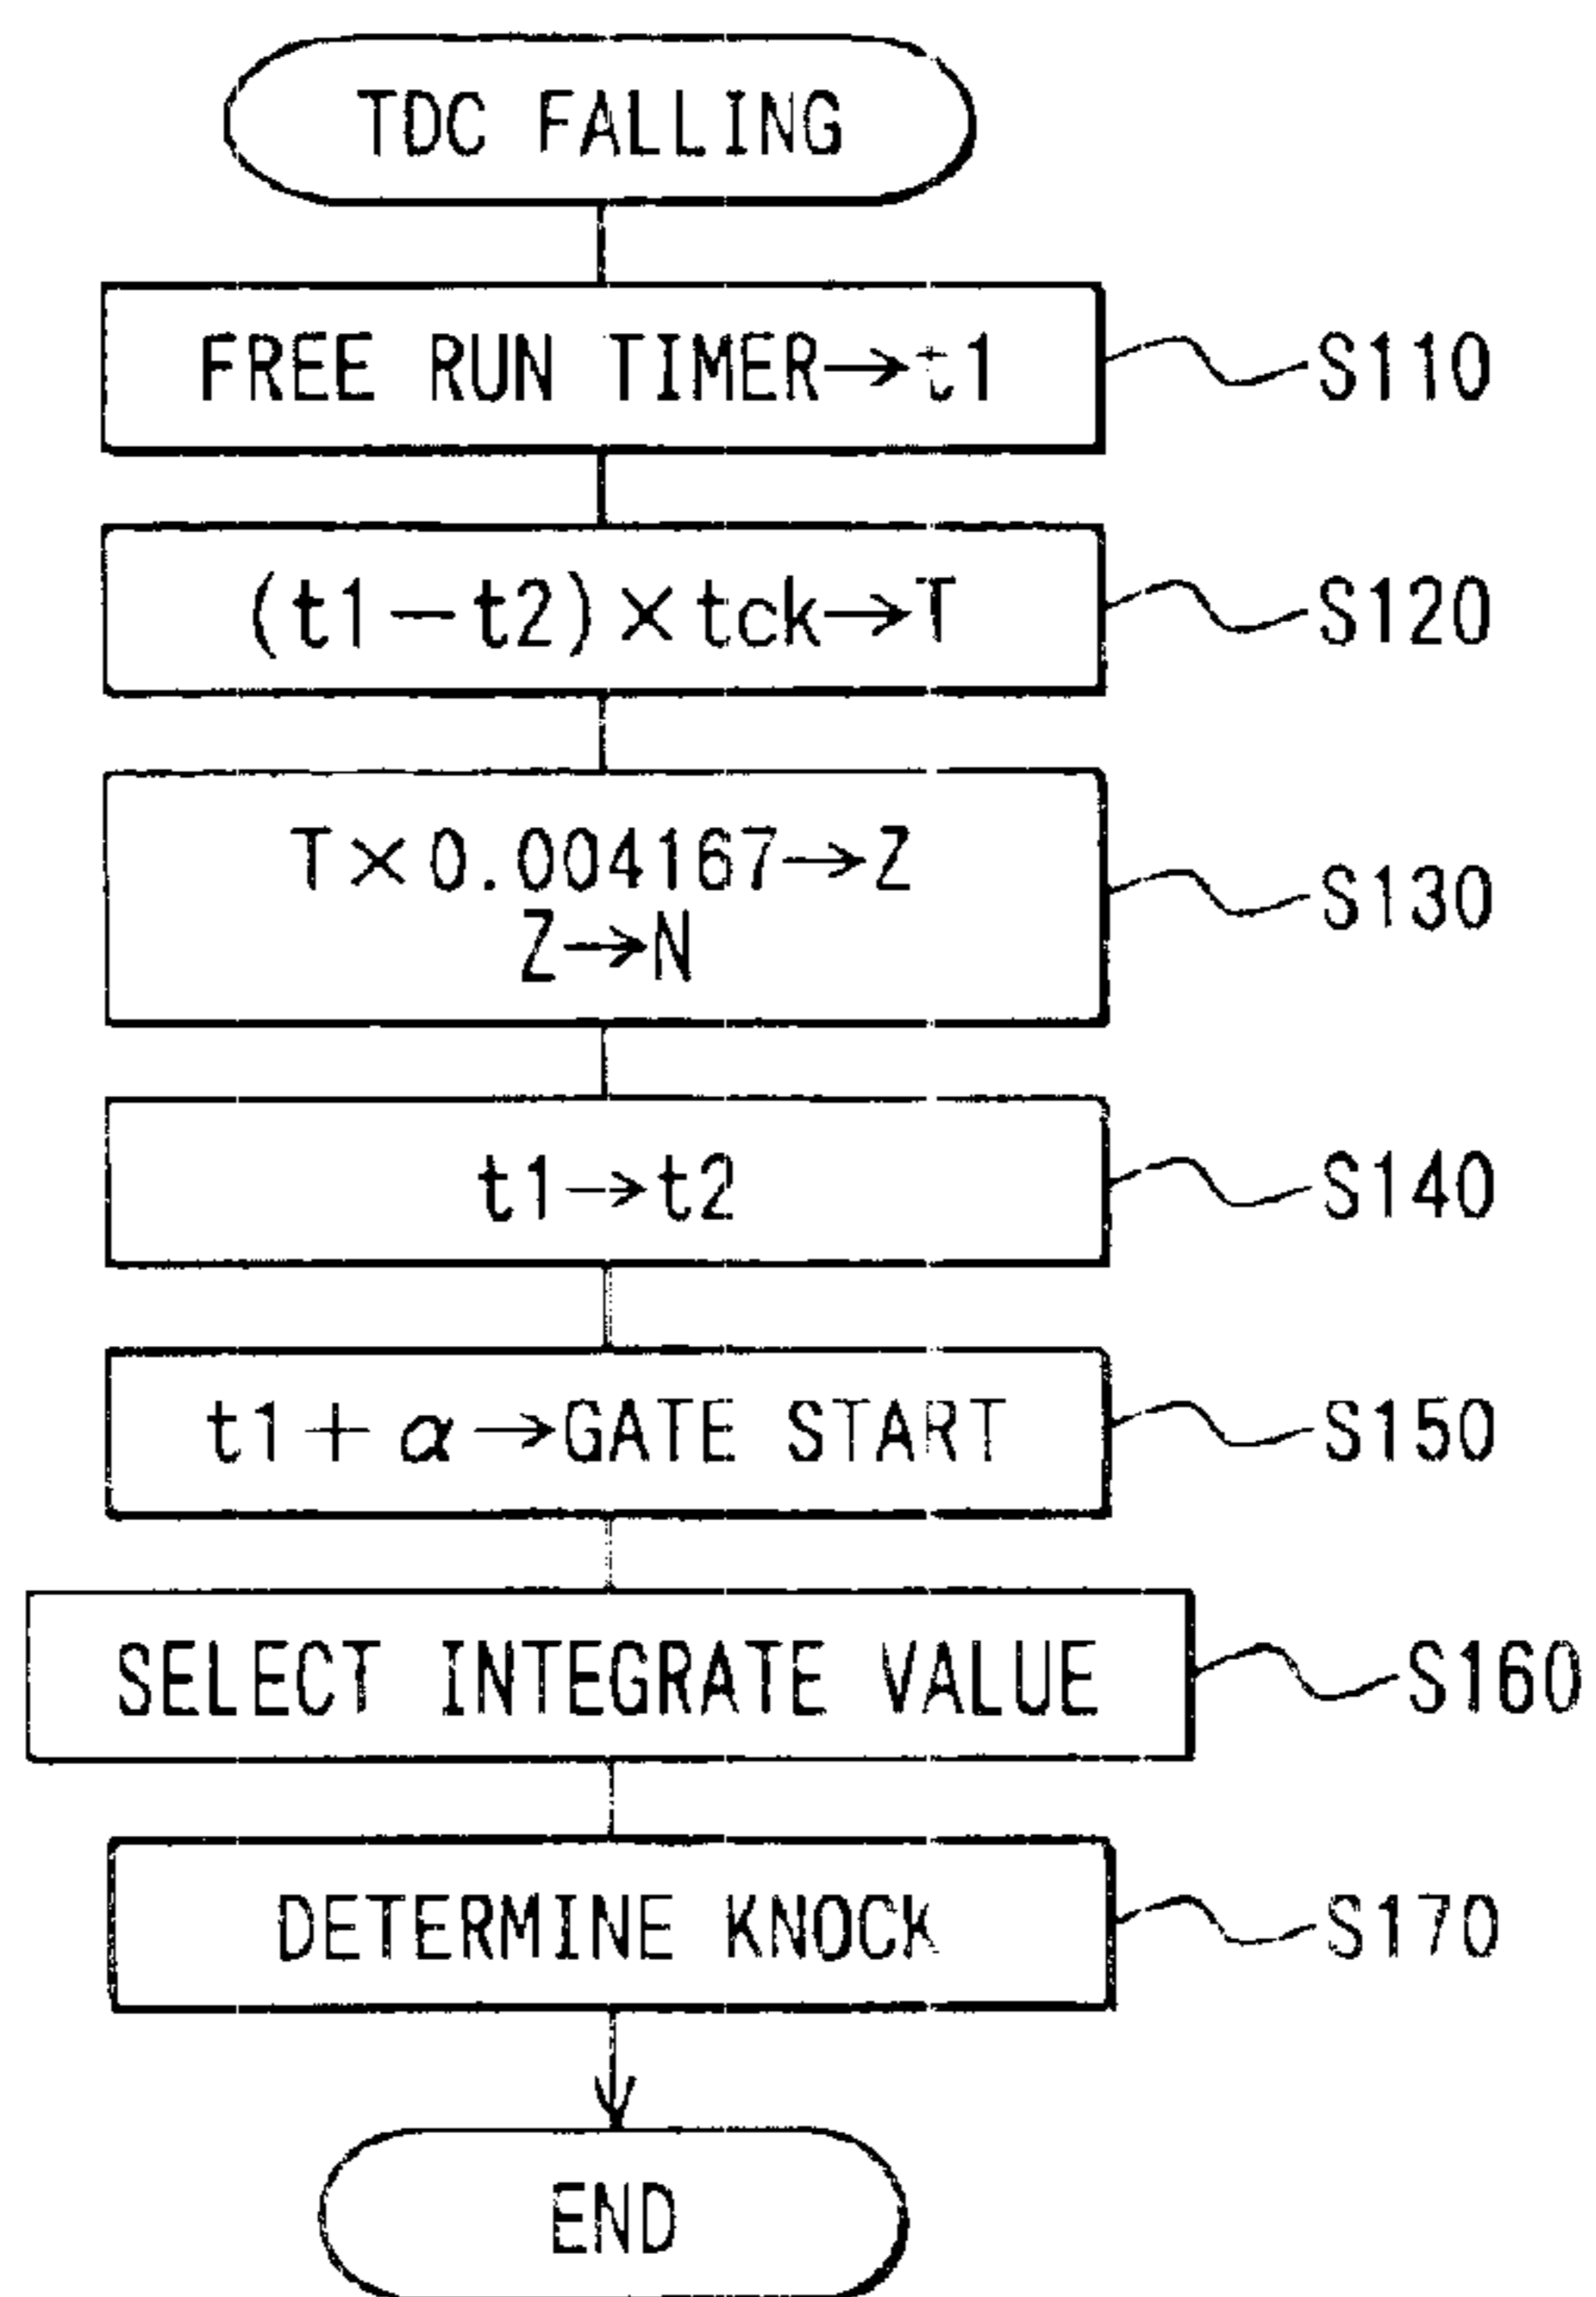 TDC FALLING
FREE RUN TIMER→t1
S110
(t1−t2)×tck→T
S120
T×0.004167→Z
Z→N
S130
t1→t2
S140
t1+α→GATE START
S150
SELECT INTEGRATE VALUE
S160
DETERMINE KNOCK
S170
END